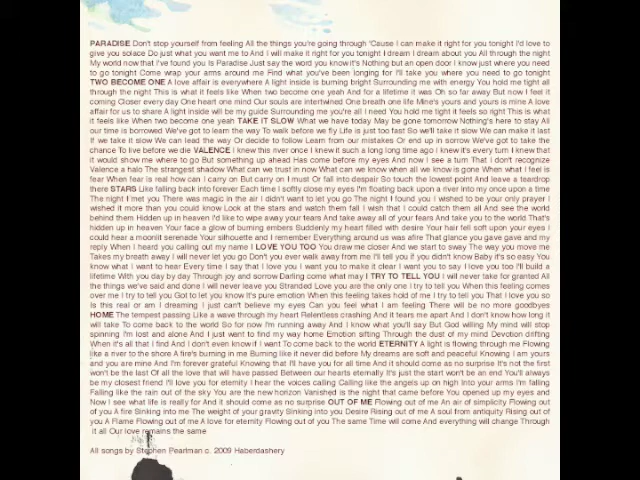 PARADISE Don't stop yourself from feeling All the things you're going through 'Cause I can make it right for you tonight I'd love to
give you solace Do just what you want me to And I will make it right for you tonight I dream I dream about you All through the night
My world now that I've found you Is Paradise Just say the word you know it's Nothing but an open door I know just where you need
to go tonight Come wrap your arms around me Find what you've been longing for I'll take you where you need to go tonight
TWO BECOME ONE A love affair is everywhere A light inside is burning bright Surrounding me with energy You hold me tight all
through the night This is what it feels like When two become one yeah And for a lifetime it was Oh so far away But now I feel it
coming Closer every day One heart one mind Our souls are intertwined One breath one life Mine's yours and yours is mine A love
affair for us to share A light inside will be my guide Surrounding me you're all I need You hold me tight it feels so right This is what
it feels like When two become one yeah TAKE IT SLOW What we have today May be gone tomorrow Nothing's here to stay All
our time is borrowed We've got to learn the way To walk before we fly Life is just too fast So we'll take it slow We can make it last
If we take it slow We can lead the way Or decide to follow Learn from our mistakes Or end up in sorrow We've got to take the
chance To live before we die VALENCE I knew this river once I knew it such a long long time ago I knew it's every turn I knew that
it would show me where to go But something up ahead Has come before my eyes And now I see a turn That I don't recognize
Valence a halo The strangest shadow What can we trust in now What can we know when all we know is gone When what I feel is
fear When fear is real how can I carry on But carry on I must Or fall into despair So touch the lowest point And leave a teardrop
there STARS Like falling back into forever Each time I softly close my eyes I'm floating back upon a river Into my once upon a time
The night I met you There was magic in the air I didn't want to let you go The night I found you I wished to be your only prayer I
wished it more than you could know Look at the stars and watch them fall I wish that I could catch them all And see the world
behind them Hidden up in heaven I'd like to wipe away your tears And take away all of your fears And take you to the world That's
hidden up in heaven Your face a glow of burning embers Suddenly my heart filled with desire Your hair fell soft upon your eyes I
could hear a moonlit serenade Your silhouette and I remember Everything around us was afire That glance you gave gave and my
reply When I heard you calling out my name I LOVE YOU TOO You drew me closer And we start to sway The way you move me
Takes my breath away I will never let you go Don't you ever walk away from me I'll tell you if you didn't know Baby it's so easy You
know what I want to hear Every time I say that I love you I want you to make it clear I want you to say I love you too I'll build a
lifetime With you day by day Through joy and sorrow Darling come what may I TRY TO TELL YOU I will never take for granted All
the things we've said and done I will never leave you Stranded Love you are the only one I try to tell you When this feeling comes
over me I try to tell you Got to let you know It's pure emotion When this feeling takes hold of me I try to tell you That I love you so
Is this real or am I dreaming I just can't believe my eyes Can you feel what I am feeling There will be no more goodbyes
HOME The tempest passing Like a wave through my heart Relentless crashing And it tears me apart And I don't know how long it
will take To come back to the world So for now I'm running away And I know what you'll say But God willing My mind will stop
spinning I'm lost and alone And I just want to find my way home Emotion sifting Through the dust of my mind Devotion drifting
When it's all that I find And I don't even know if I want To come back to the world ETERNITY A light is flowing through me Flowing
like a river to the shore A fire's burning in me Burning like it never did before My dreams are soft and peaceful Knowing I am yours
and you are mine And I'm forever grateful Knowing that I'll have you for all time And it should come as no surprise It's not the first
won't be the last Of all the love that will have passed Between our hearts eternally It's just the start won't be an end You'll always
be my closest friend I'll love you for eternity I hear the voices calling Calling like the angels up on high Into your arms I'm falling
Falling like the rain out of the sky You are the new horizon Vanished is the night that came before You opened up my eyes and
Now I see what life is really for And it should come as no surprise OUT OF ME Flowing out of me An air of simplicity Flowing out
of you A fire Sinking into me The weight of your gravity Sinking into you Desire Rising out of me A soul from antiquity Rising out of
you A Flame Flowing out of me A love for eternity Flowing out of you The same Time will come And everything will change Through
it all Our love remains the same
All songs by Stephen Pearlman c. 2009 Haberdashery